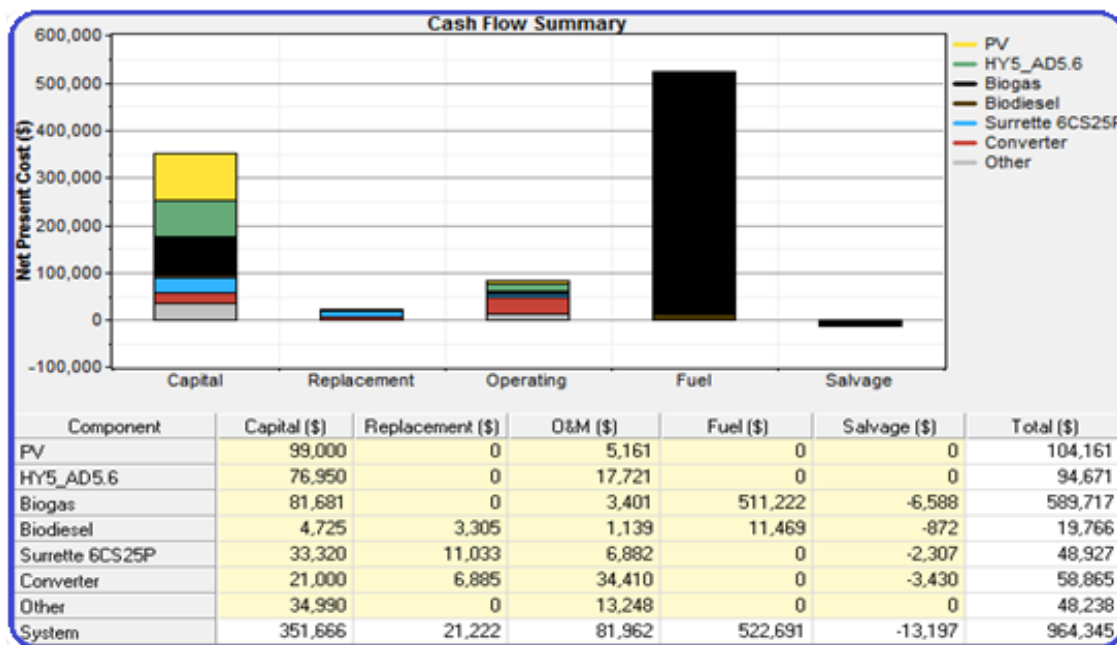 Cash Flow Summary
600,000
500,000
400,000
300,000
200,000
100,000
0
-100,000
Net Present Cost ($)
Capital Replacement Operating Fuel Salvage
PV
HY5_AD5.6
Biogas
Biodiesel
Surrette 6CS25P
Converter
Other
Component Capital ($) Replacement ($) O&M ($) Fuel ($) Salvage ($) Total ($)
PV 99,000 0 5,161 0 0 104,161
HY5_AD5.6 76,950 0 17,721 0 0 94,671
Biogas 81,681 0 3,401 511,222 -6,588 589,717
Biodiesel 4,725 3,305 1,139 11,469 -872 19,766
Surrette 6CS25P 33,320 11,033 6,882 0 -2,307 48,927
Converter 21,000 6,885 34,410 0 -3,430 58,865
Other 34,990 0 13,248 0 0 48,238
System 351,666 21,222 81,962 522,691 -13,197 964,345